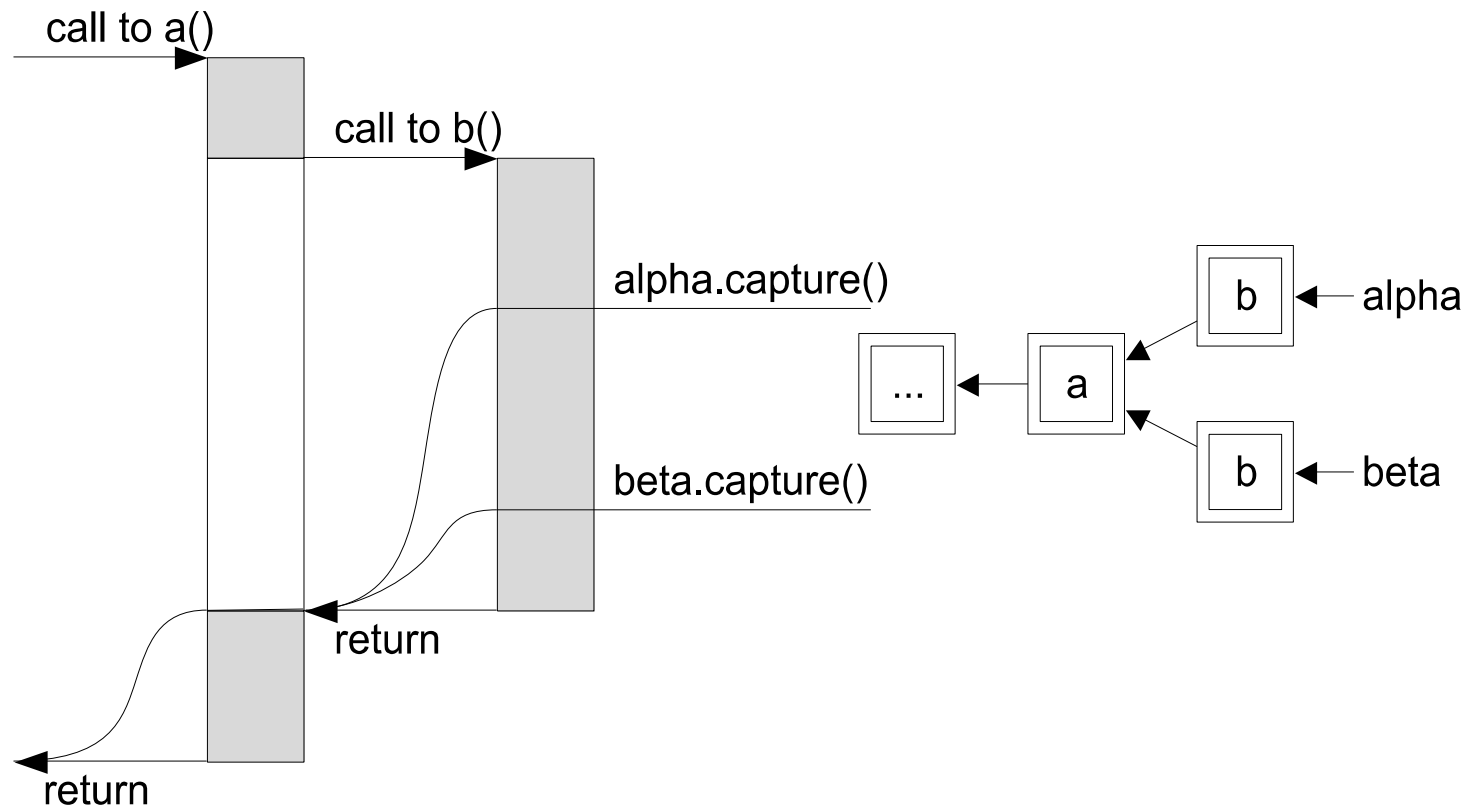 call to a()
call to b()
alpha.capture()
b
alpha
...
a
beta.capture()
b
beta
return
return